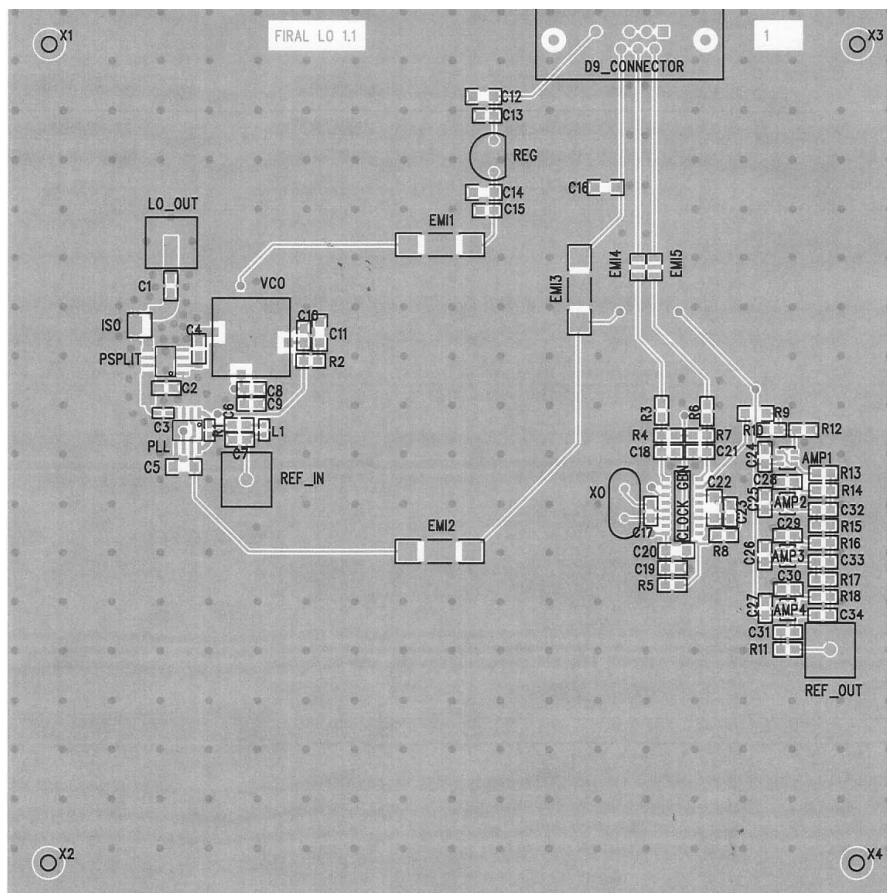 X1
FIRAL LO 1.1
1
X3
D9_CONNECTOR
C12
C13
REG
C14
C15
C16
LO_OUT
EMI1
EMI4
EMI5
EMI3
C1
VCO
ISO
C4
C10
C11
PSPLIT
R2
C2
C8
C9
C3
C6
R1
L1
PLL
C7
C5
REF_IN
R3
R6
R9
R4
R7
R10
R12
C18
C21
C24
AMP1
R13
C28
R14
XO
CLOCK GEN
C22
C25
AMP2
C32
C23
C17
R15
C29
EMI2
R8
R16
C20
C26
AMP3
C33
C19
R17
R5
C30
R18
C27
AMP4
C34
C31
R11
REF_OUT
X2
X4